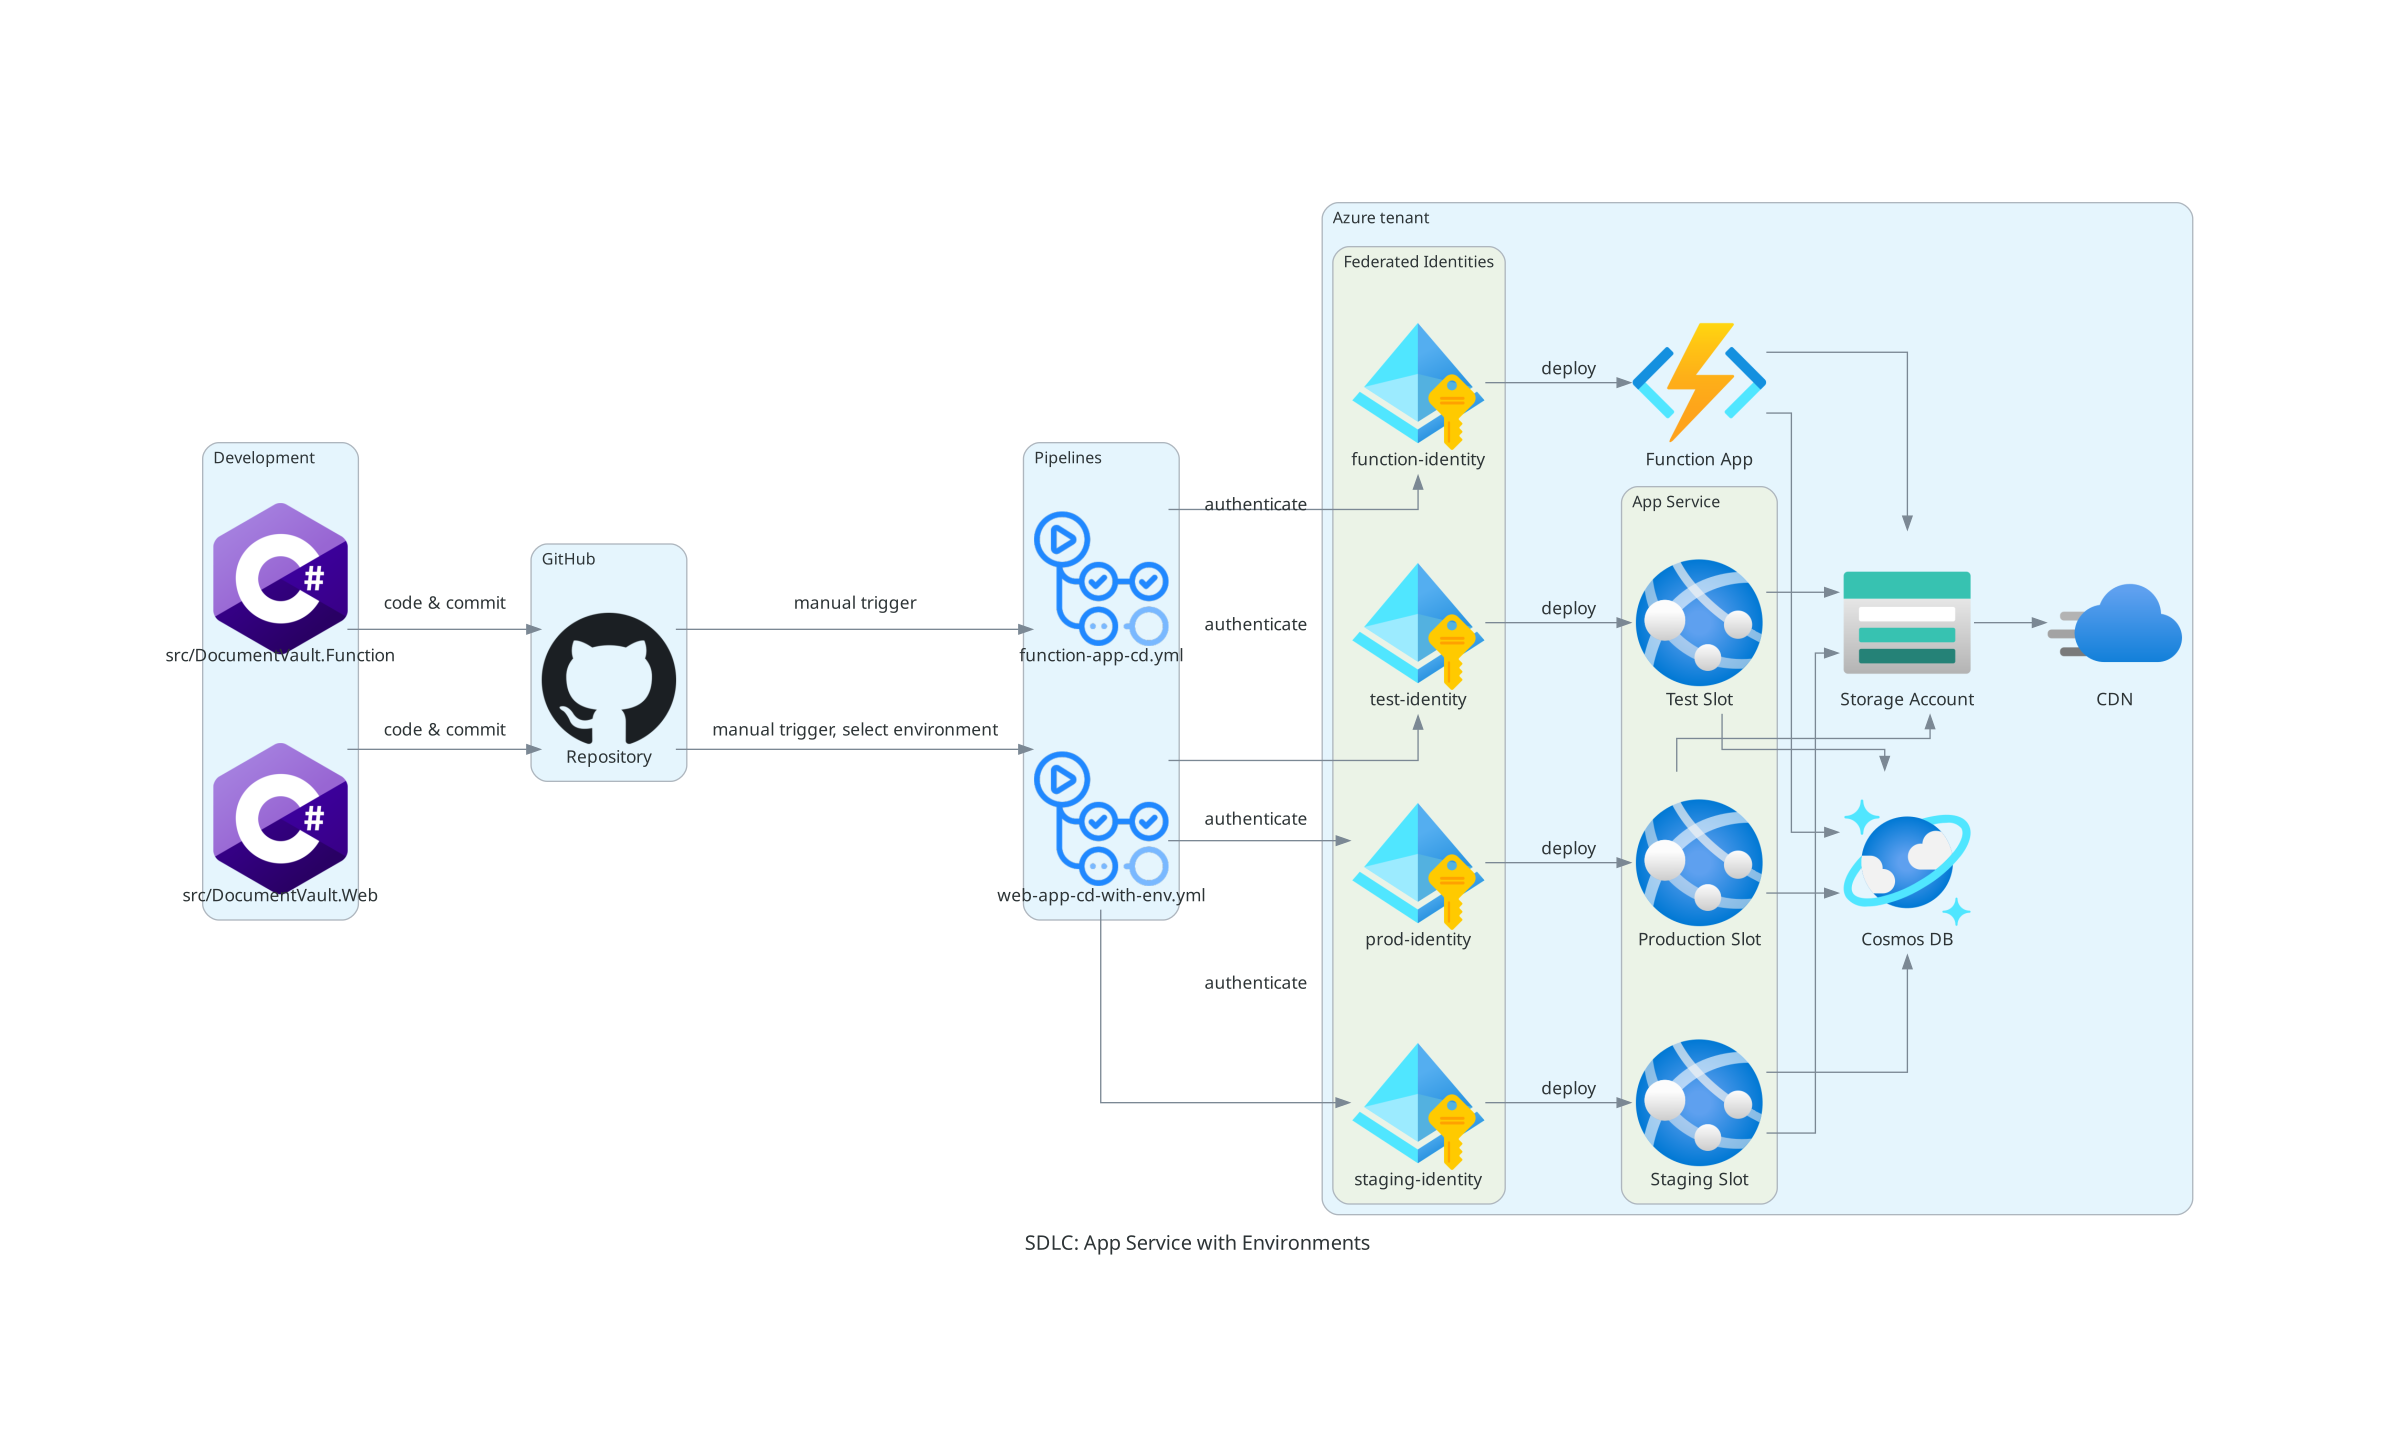 Azure tenant
Federated Identities
deploy
Development
function-identity
Function App
Pipelines
authenticate
App Service
GitHub
#
code & commit
manual trigger
deploy
authenticate
src/DocumentVault.Function
function-app-cd.yml
test-identity
Test Slot
Storage Account
CDN
code & commit
manual trigger, select environment
Repository
#
authenticate
deploy
src/DocumentVault.Web
web-app-cd-with-env.yml
prod-identity
Production Slot
Cosmos DB
authenticate
deploy
staging-identity
Staging Slot
SDLC: App Service with Environments